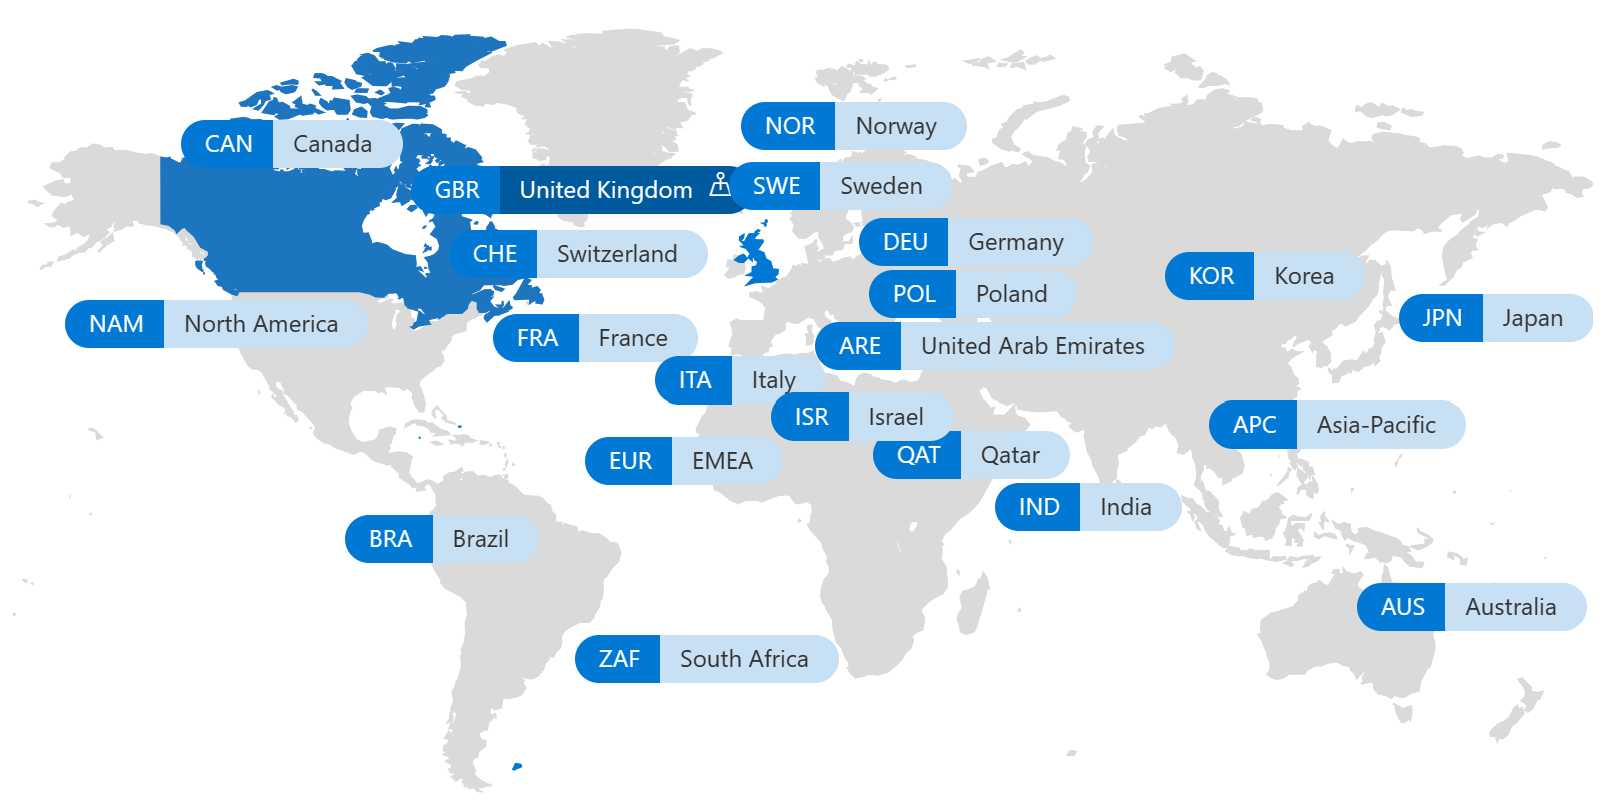 NOR Norway
CAN Canada
GBR United Kingdom
SWE Sweden
DEU Germany
CHE Switzerland
KOR Korea
POL Poland
NAM North America
JPN Japan
FRA France
ARE United Arab Emirates
ITA Italy
ISR Israel
APC Asia-Pacific
EUR EMEA
QAT Qatar
IND India
BRA Brazil
AUS Australia
ZAF South Africa